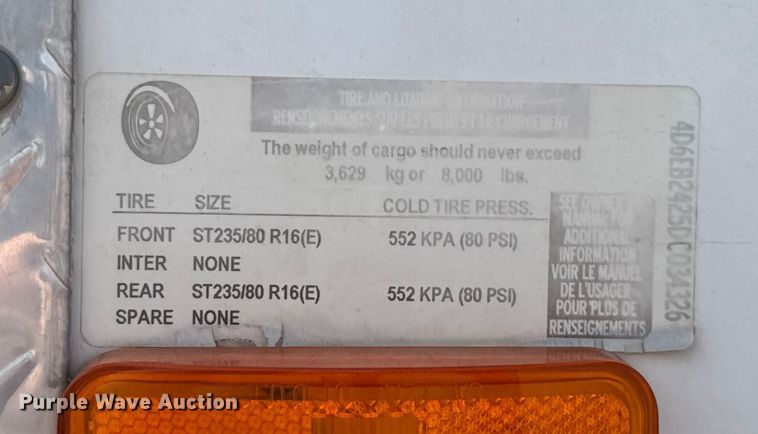 TIRE AND LOADING INFORMATION
RENSEIGNEMENTS SUR LES PNEUS ET LE CHARGEMENT
The weight of cargo should never exceed
3,629 kg or 8,000 lbs.
TIRE SIZE COLD TIRE PRESS.
FRONT ST235/80 R16(E) 552 KPA (80 PSI)
INTER NONE
REAR ST235/80 R16(E) 552 KPA (80 PSI)
SPARE NONE
SEE OWNER'S
MANUAL FOR
ADDITIONAL
INFORMATION
VOIR LE MANUEL
DE L'USAGER
POUR PLUS DE
RENSEIGNEMENTS
4D6EB2425DC034326
Purple Wave Auction